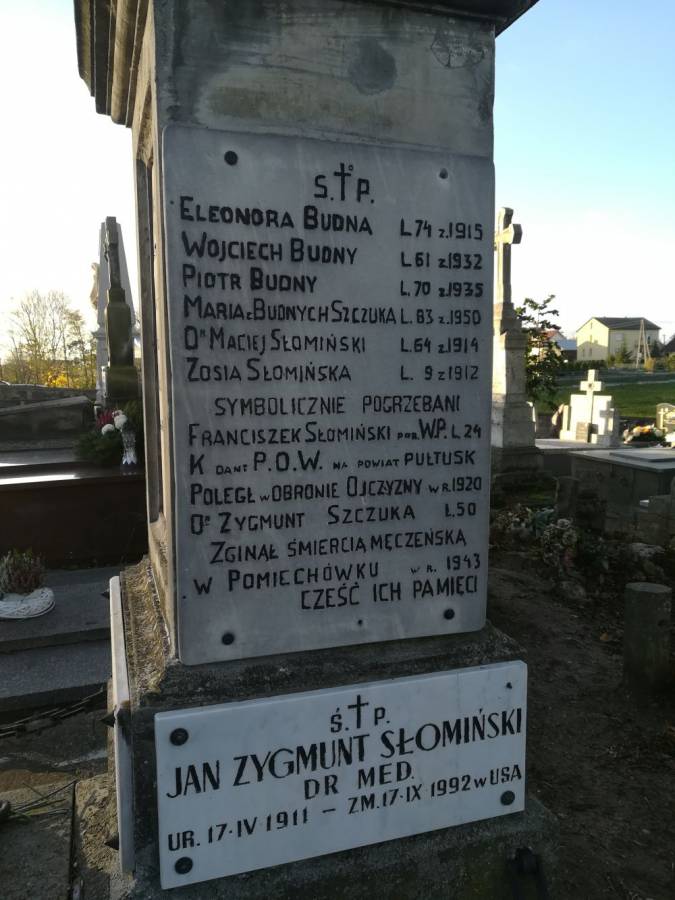 Ś.†P.
ELEONORA BUDNA L.74 Z.1915
WOJCIECH BUDNY L.61 Z.1932
PIOTR BUDNY L.70 Z.1935
MARIA Z BUDNYCH SZCZUKA L.83 Z.1950
DR MACIEJ SŁOMIŃSKI L.64 Z.1914
ZOSIA SŁOMIŃSKA L. 9 Z.1912
SYMBOLICZNIE POGRZEBANI
FRANCISZEK SŁOMIŃSKI POR. W.P. L.24
KDANT P.O.W. NA POWIAT PUŁTUSK
POLEGŁ W OBRONIE OJCZYZNY W R.1920
DR ZYGMUNT SZCZUKA L.50
ZGINĄŁ ŚMIERCIĄ MĘCZEŃSKĄ
W POMIECHÓWKU W R. 1943
CZEŚĆ ICH PAMIĘCI
Ś.†P.
JAN ZYGMUNT SŁOMIŃSKI
DR MED.
UR. 17·IV·1911 – ZM.17·IX·1992 W USA